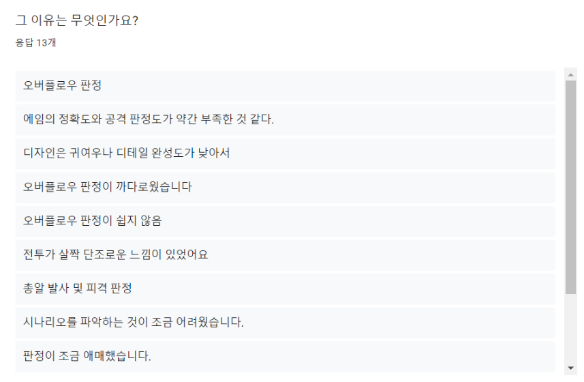 그 이유는 무엇인가요?
응답 13개
오버플로우 판정
에임의 정확도와 공격 판정도가 약간 부족한 것 같다.
디자인은 귀여우나 디테일 완성도가 낮아서
오버플로우 판정이 까다로웠습니다
오버플로우 판정이 쉽지 않음
전투가 살짝 단조로운 느낌이 있었어요
총알 발사 및 피격 판정
시나리오를 파악하는 것이 조금 어려웠습니다.
판정이 조금 애매했습니다.